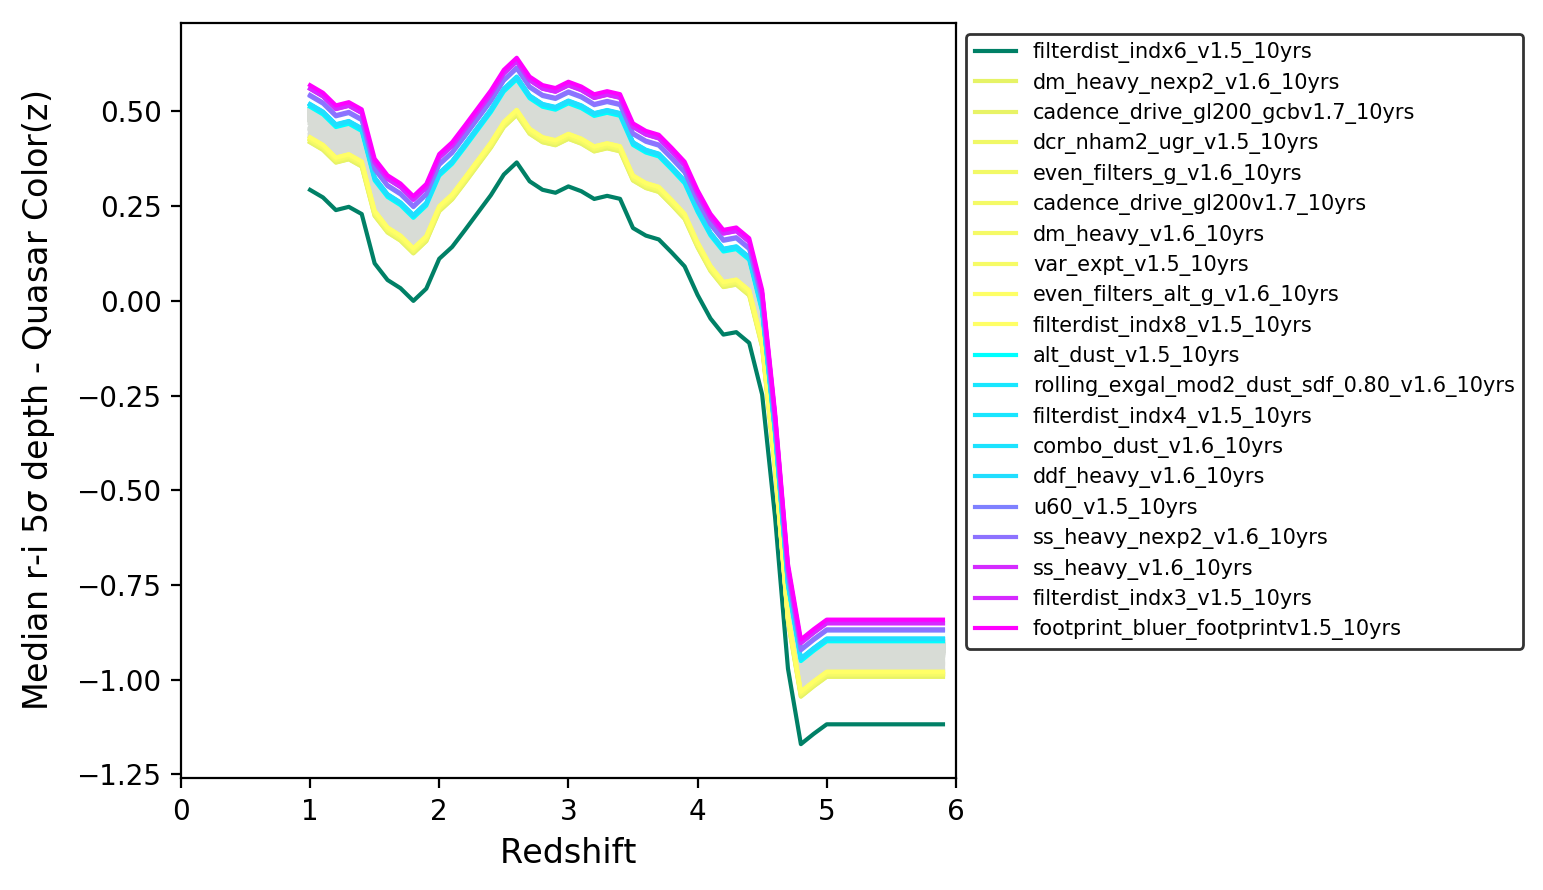 Median r-i 5σ depth - Quasar Color(z)
0.50
0.25
0.00
−0.25
−0.50
−0.75
−1.00
−1.25
0 1 2 3 4 5 6
Redshift
filterdist_indx6_v1.5_10yrs
dm_heavy_nexp2_v1.6_10yrs
cadence_drive_gl200_gcbv1.7_10yrs
dcr_nham2_ugr_v1.5_10yrs
even_filters_g_v1.6_10yrs
cadence_drive_gl200v1.7_10yrs
dm_heavy_v1.6_10yrs
var_expt_v1.5_10yrs
even_filters_alt_g_v1.6_10yrs
filterdist_indx8_v1.5_10yrs
alt_dust_v1.5_10yrs
rolling_exgal_mod2_dust_sdf_0.80_v1.6_10yrs
filterdist_indx4_v1.5_10yrs
combo_dust_v1.6_10yrs
ddf_heavy_v1.6_10yrs
u60_v1.5_10yrs
ss_heavy_nexp2_v1.6_10yrs
ss_heavy_v1.6_10yrs
filterdist_indx3_v1.5_10yrs
footprint_bluer_footprintv1.5_10yrs